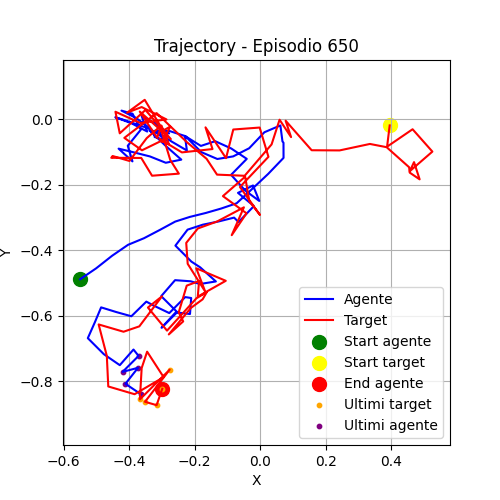 Trajectory - Episodio 650
Y
0.0
−0.2
−0.4
−0.6
−0.8
−0.6
−0.4
−0.2
0.0
0.2
0.4
X
Agente
Target
Start agente
Start target
End agente
Ultimi target
Ultimi agente